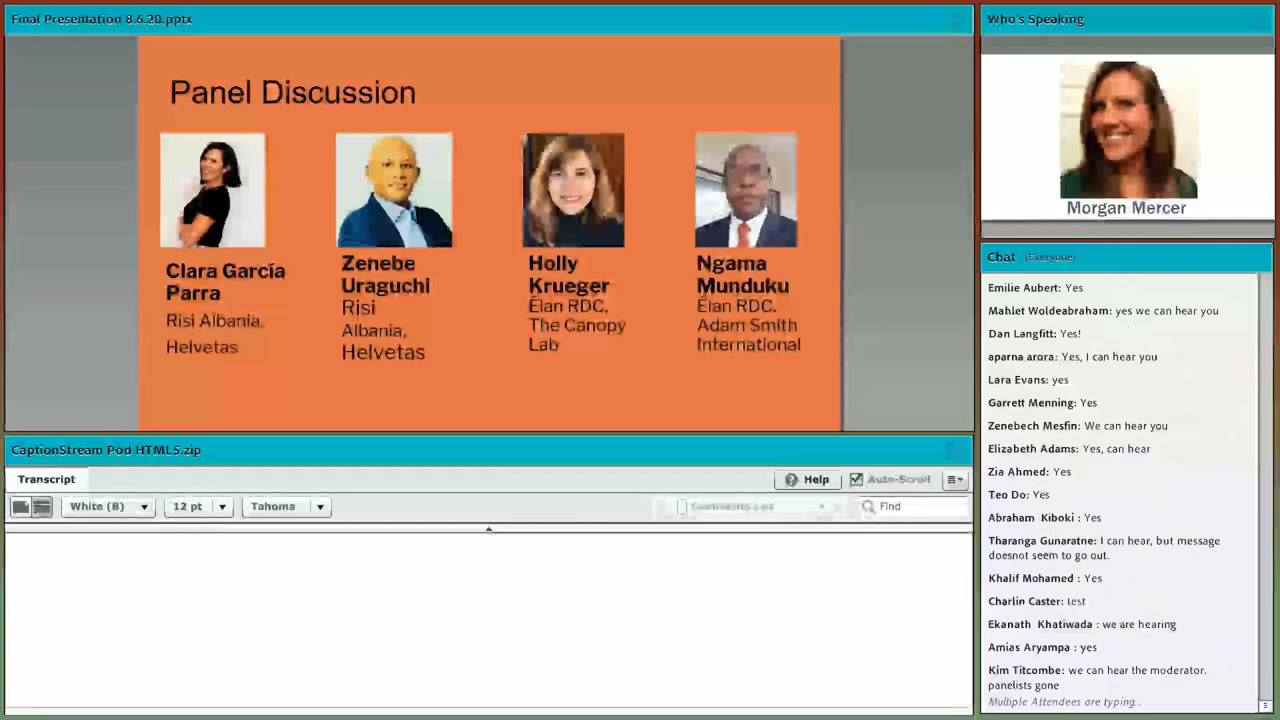 Final Presentation 8.6.20.pptx
Panel Discussion
Clara García
Parra
Risi Albania,
Helvetas
Zenebe
Uraguchi
Risi
Albania,
Helvetas
Holly
Krueger
Élan RDC,
The Canopy
Lab
Ngama
Munduku
Élan RDC,
Adam Smith
International
CaptionStream Pod HTML5.zip
Transcript
Help
Auto-Scroll
White (B)
12 pt
Tahoma
Find
Who's Speaking
Morgan Mercer
Chat (Everyone)
Emilie Aubert: Yes
Mahlet Woldeabraham: yes we can hear you
Dan Langfitt: Yes!
aparna arora: Yes, I can hear you
Lara Evans: yes
Garrett Menning: Yes
Zenebech Mesfin: We can hear you
Elizabeth Adams: Yes, can hear
Zia Ahmed: Yes
Teo Do: Yes
Abraham Kiboki : Yes
Tharanga Gunaratne: I can hear, but message
doesnot seem to go out.
Khalif Mohamed : Yes
Charlin Caster: test
Ekanath Khatiwada : we are hearing
Amias Aryampa : yes
Kim Titcombe: we can hear the moderator.
panelists gone
Multiple Attendees are typing...